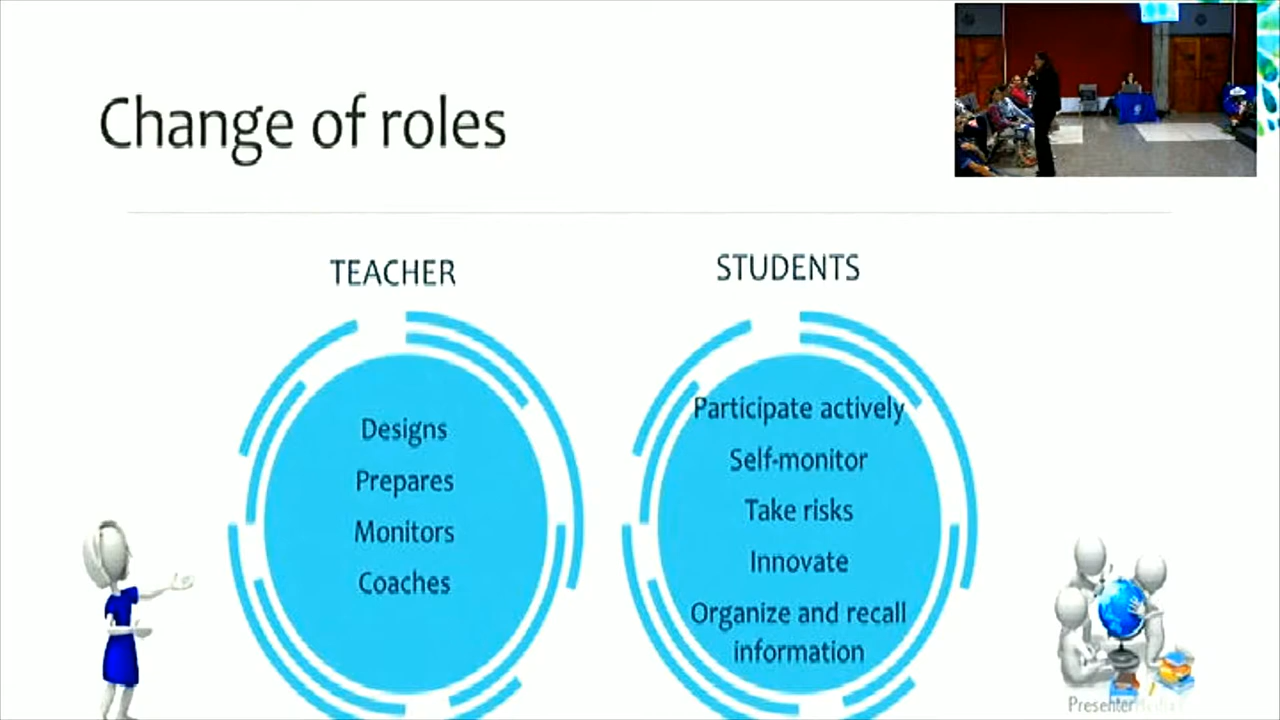 Change of roles
TEACHER
Designs
Prepares
Monitors
Coaches
STUDENTS
Participate actively
Self-monitor
Take risks
Innovate
Organize and recall
information